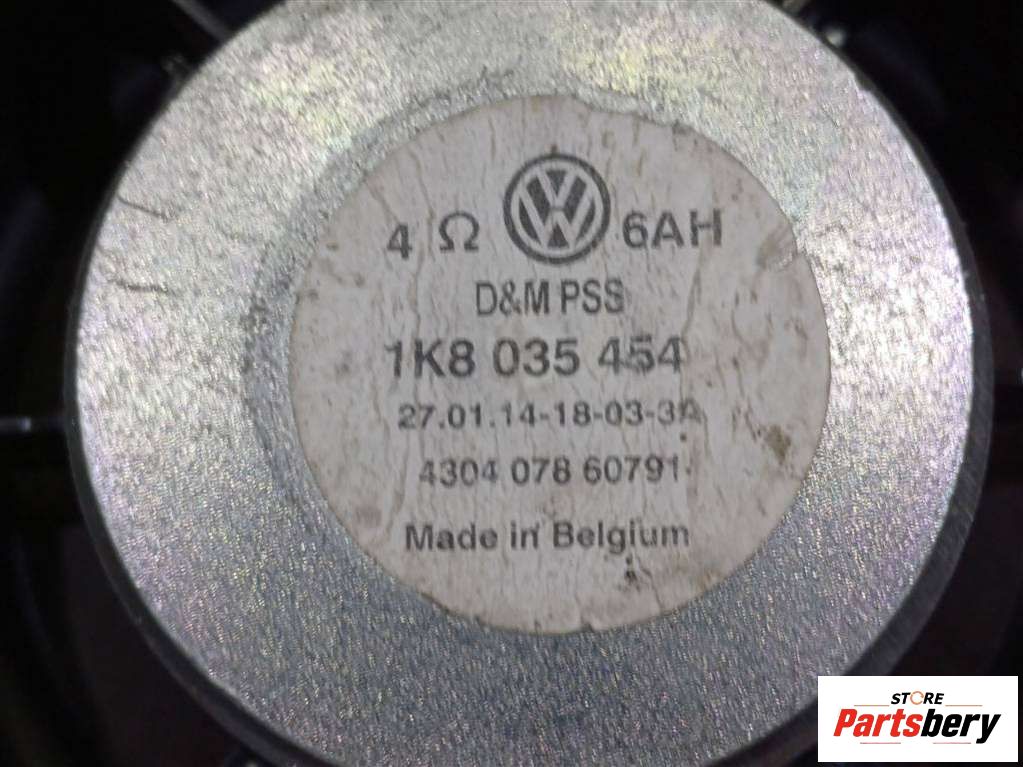 4 Ω VW 6AH
D&M PSS
1K8 035 454
27.01.14-18-03-3A
4304 078 60791
Made in Belgium
STORE
Partsbery